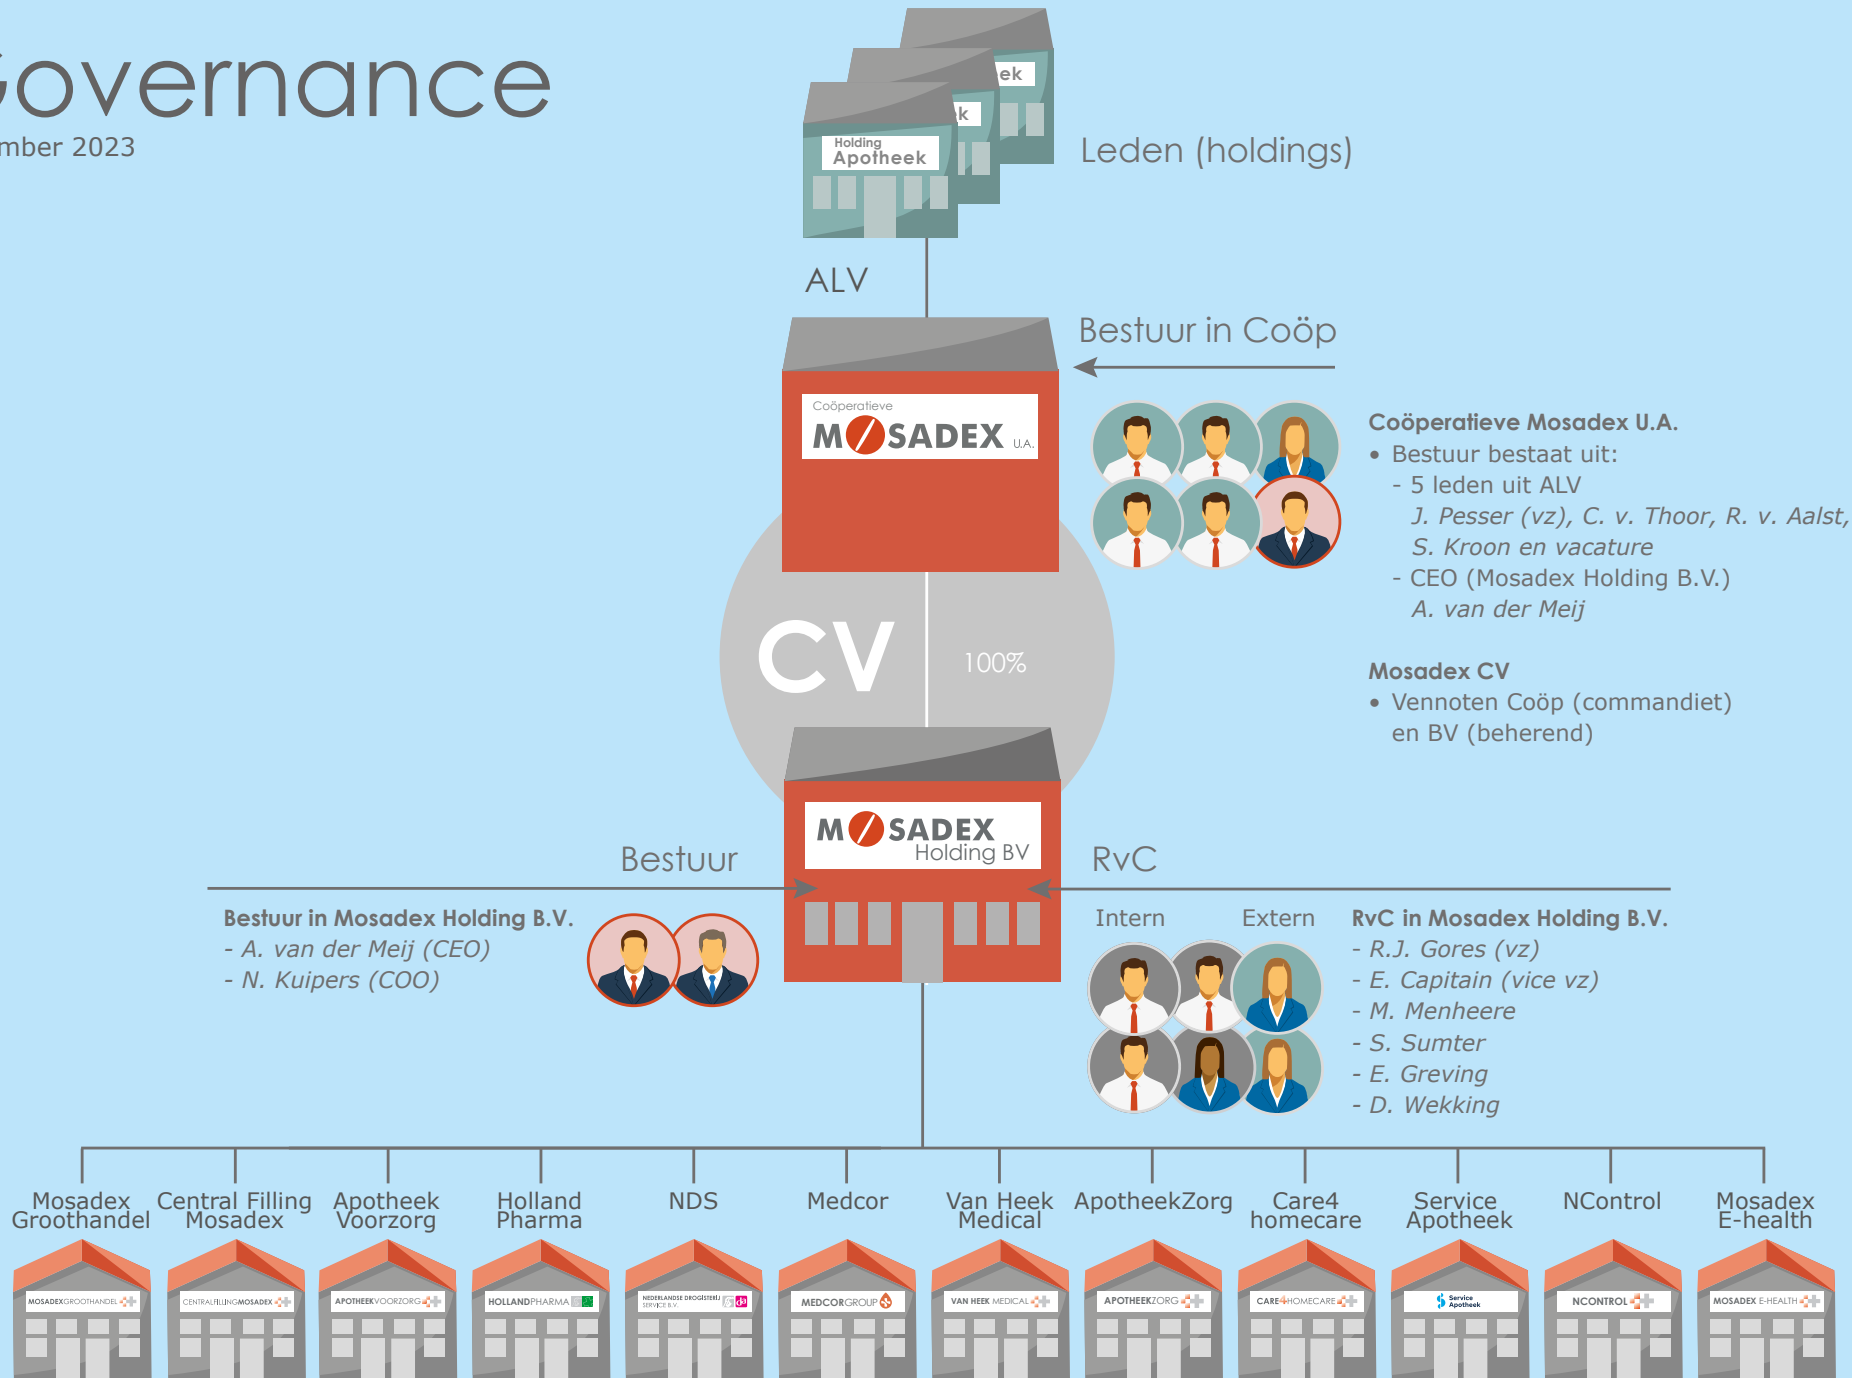 Governance
mber 2023
ek
k
Holding
Apotheek
Leden (holdings)
ALV
Bestuur in Coöp
Coöperatieve
MOSADEX U.A.
Coöperatieve Mosadex U.A.
• Bestuur bestaat uit:
- 5 leden uit ALV
J. Pesser (vz), C. v. Thoor, R. v. Aalst,
S. Kroon en vacature
- CEO (Mosadex Holding B.V.)
A. van der Meij
CV
100%
Mosadex CV
• Vennoten Coöp (commandiet)
en BV (beherend)
MOSADEX
Holding BV
Bestuur
RvC
Bestuur in Mosadex Holding B.V.
- A. van der Meij (CEO)
- N. Kuipers (COO)
Intern Extern
RvC in Mosadex Holding B.V.
- R.J. Gores (vz)
- E. Capitain (vice vz)
- M. Menheere
- S. Sumter
- E. Greving
- D. Wekking
Mosadex
Groothandel
Central Filling
Mosadex
Apotheek
Voorzorg
Holland
Pharma
NDS
Medcor
Van Heek
Medical
ApotheekZorg
Care4
homecare
Service
Apotheek
NControl
Mosadex
E-health
MOSADEXGROOTHANDEL
CENTRALFILLINGMOSADEX
APOTHEEKVOORZORG
HOLLANDPHARMA
NEDERLANDSE DROGISTERIJ
SERVICE B.V.
da
MEDCORGROUP
VAN HEEK MEDICAL
APOTHEEKZORG
CARE4HOMECARE
Service
Apotheek
NCONTROL
MOSADEX E-HEALTH